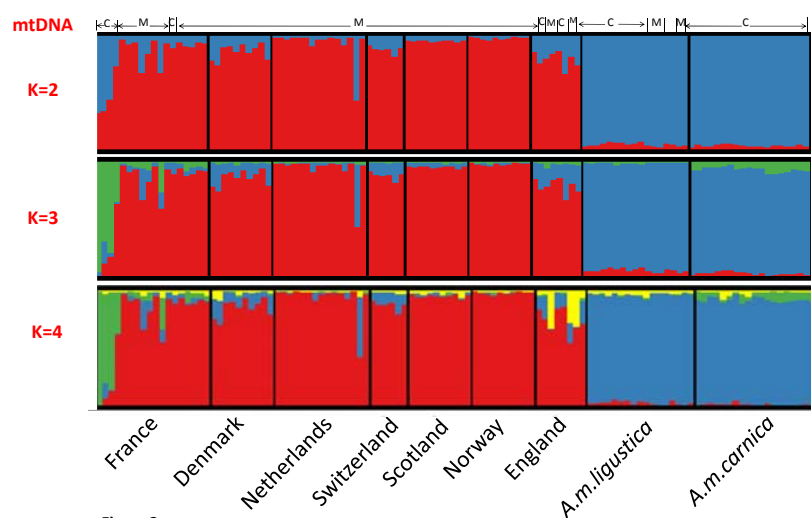 mtDNA
C M C M C M C M C M M C
K=2
K=3
K=4
France
Denmark
Netherlands
Switzerland
Scotland
Norway
England
A.m.ligustica
A.m.carnica